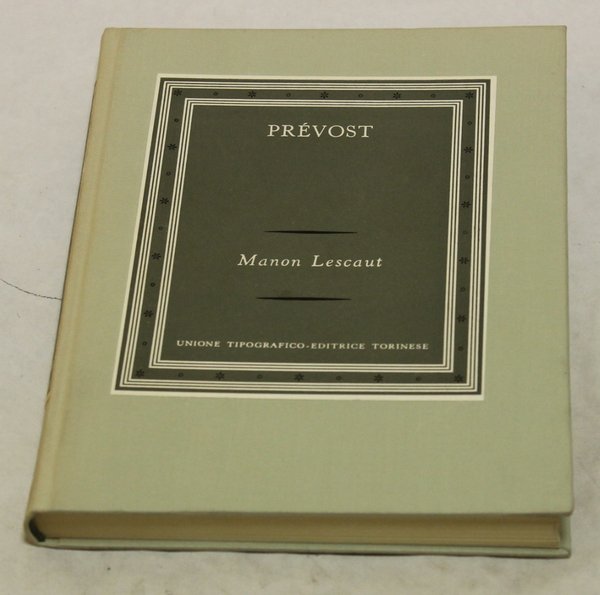 PRÉVOST
Manon Lescaut
UNIONE TIPOGRAFICO-EDITRICE TORINESE